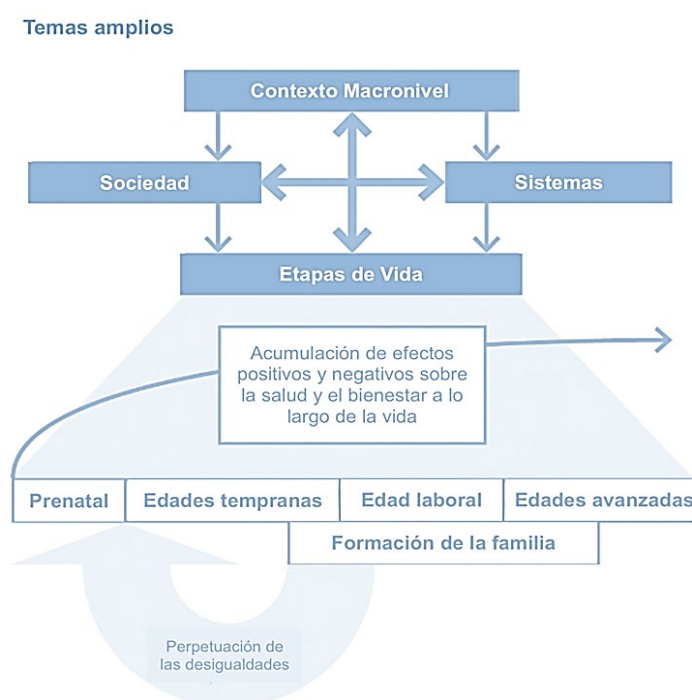 Temas amplios
Contexto Macronivel
Sociedad
Sistemas
Etapas de Vida
Acumulación de efectos
positivos y negativos sobre
la salud y el bienestar a lo
largo de la vida
Prenatal
Edades tempranas
Edad laboral
Edades avanzadas
Formación de la familia
Perpetuación de
las desigualdades